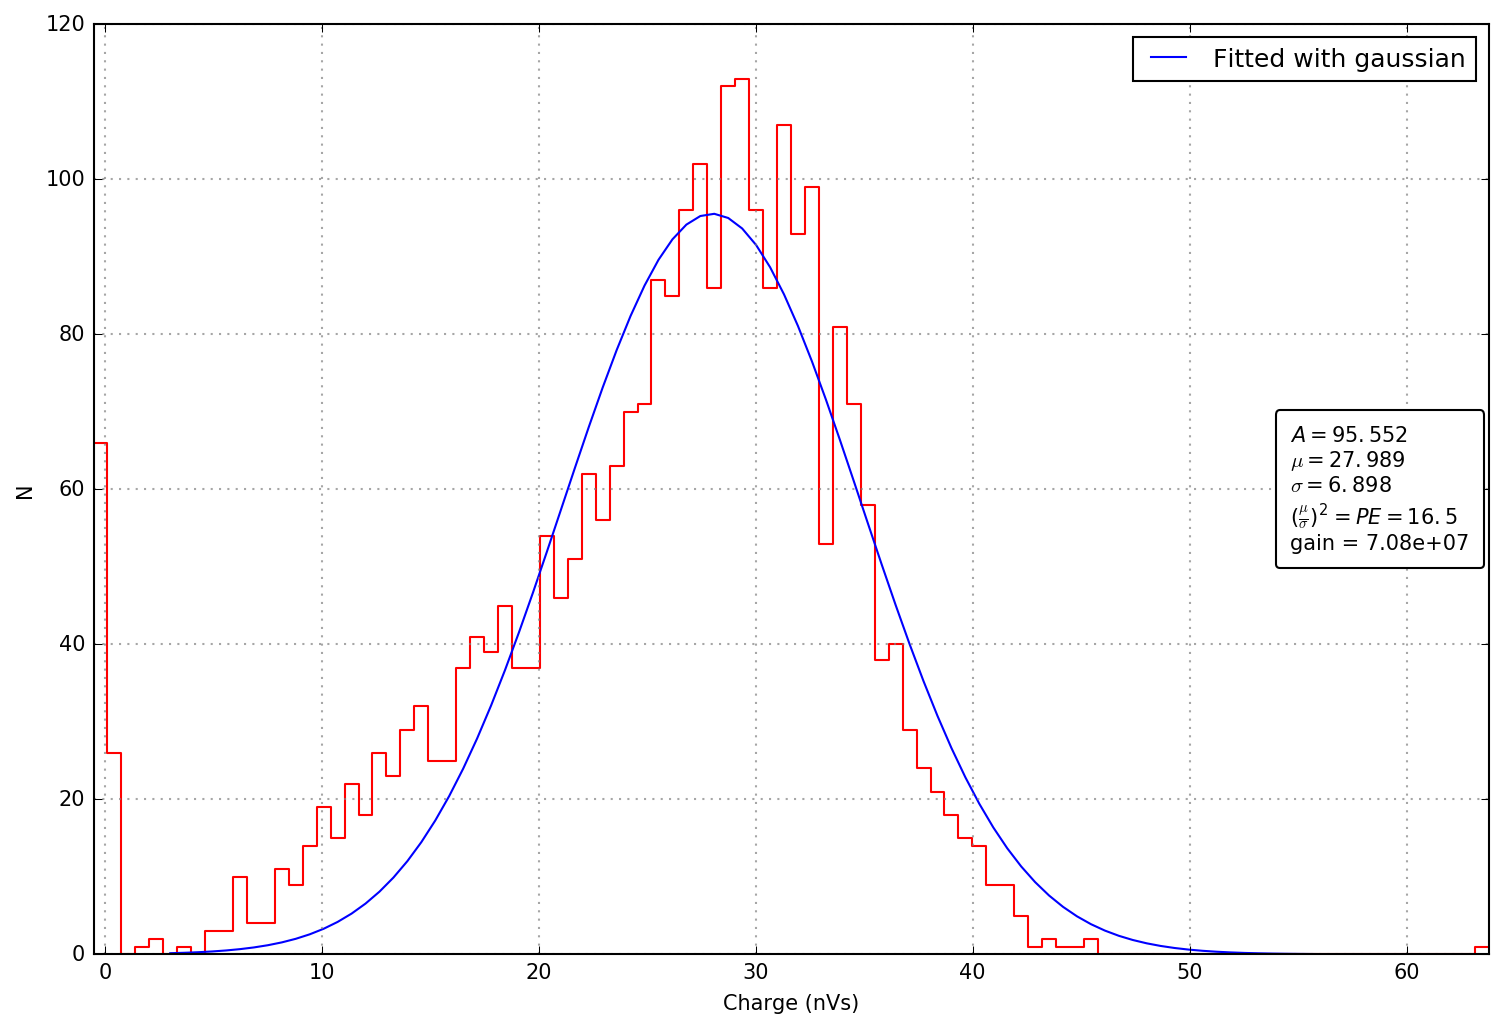 120
100
80
60
40
20
0
N
Fitted with gaussian
A = 95.552
μ = 27.989
σ = 6.898
(μ/σ)² = PE = 16.5
gain = 7.08e+07
0 10 20 30 40 50 60
Charge (nVs)